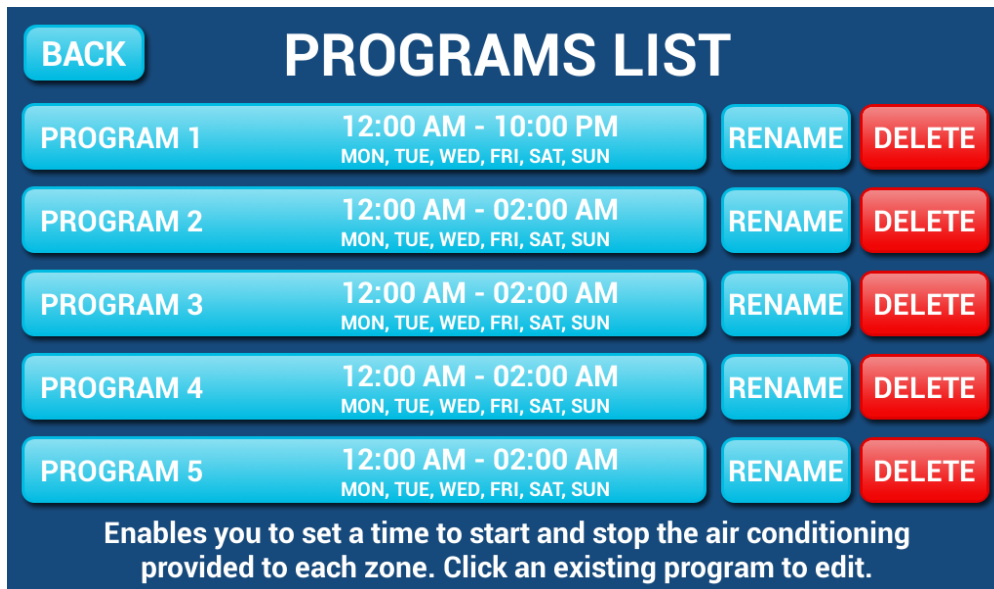 BACK
PROGRAMS LIST
PROGRAM 1
12:00 AM - 10:00 PM
MON, TUE, WED, FRI, SAT, SUN
RENAME
DELETE
PROGRAM 2
12:00 AM - 02:00 AM
MON, TUE, WED, FRI, SAT, SUN
RENAME
DELETE
PROGRAM 3
12:00 AM - 02:00 AM
MON, TUE, WED, FRI, SAT, SUN
RENAME
DELETE
PROGRAM 4
12:00 AM - 02:00 AM
MON, TUE, WED, FRI, SAT, SUN
RENAME
DELETE
PROGRAM 5
12:00 AM - 02:00 AM
MON, TUE, WED, FRI, SAT, SUN
RENAME
DELETE
Enables you to set a time to start and stop the air conditioning
provided to each zone. Click an existing program to edit.